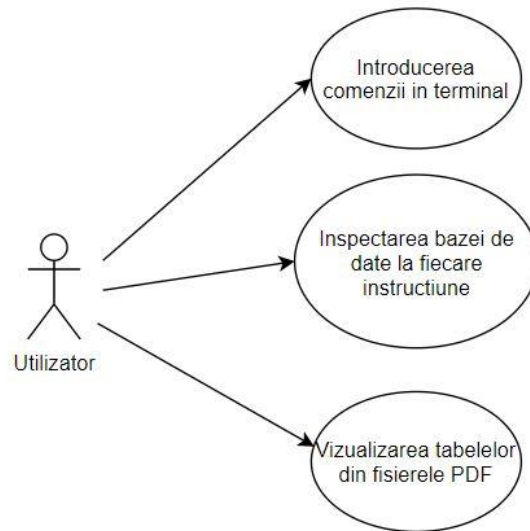 Introducerea
comenzii in terminal
Inspectarea bazei de
date la fiecare
instructiune
Utilizator
Vizualizarea tabelelor
din fisierele PDF